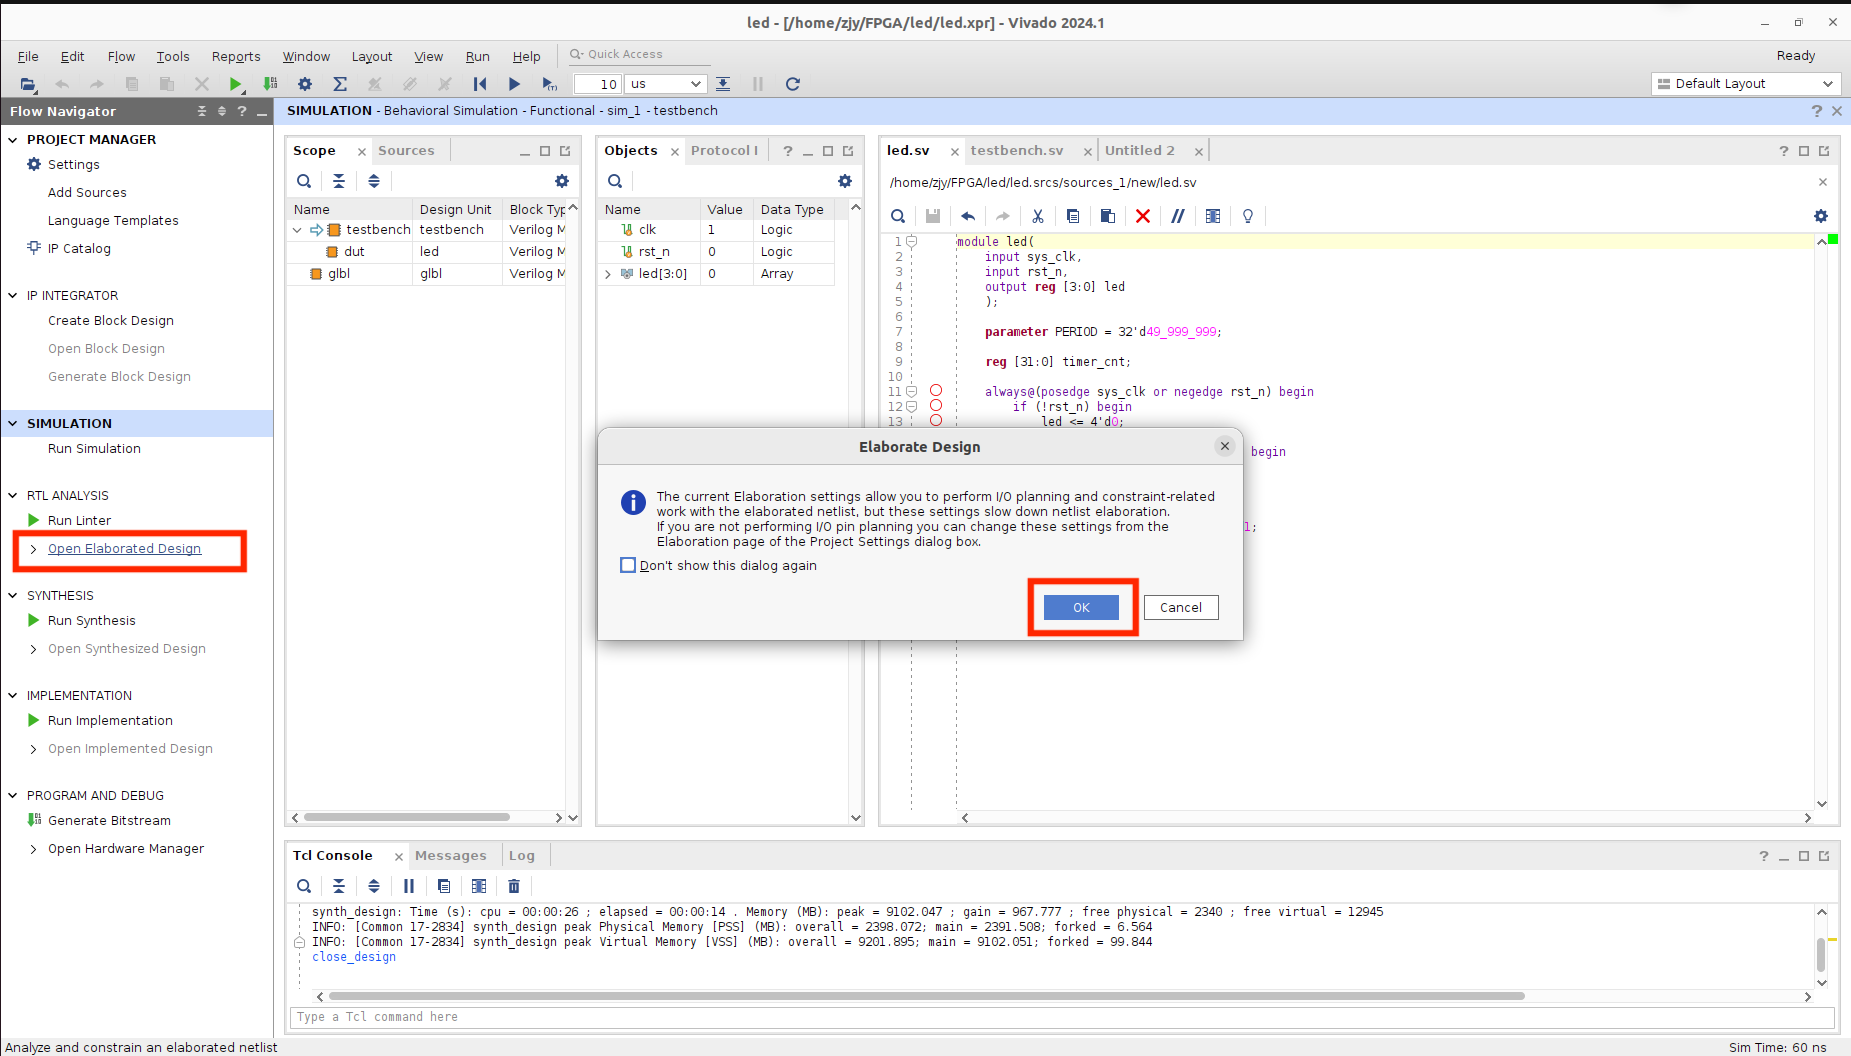 led - [/home/zjy/FPGA/led/led.xpr] - Vivado 2024.1
File Edit Flow Tools Reports Window Layout View Run Help Quick Access Ready
10 us Default Layout
Flow Navigator
SIMULATION - Behavioral Simulation - Functional - sim_1 - testbench
PROJECT MANAGER
Settings
Add Sources
Language Templates
IP Catalog
IP INTEGRATOR
Create Block Design
Open Block Design
Generate Block Design
SIMULATION
Run Simulation
RTL ANALYSIS
Run Linter
Open Elaborated Design
SYNTHESIS
Run Synthesis
Open Synthesized Design
IMPLEMENTATION
Run Implementation
Open Implemented Design
PROGRAM AND DEBUG
Generate Bitstream
Open Hardware Manager
Scope Sources
Name Design Unit Block Typ
testbench testbench Verilog M
dut led Verilog M
glbl glbl Verilog M
Objects Protocol I
Name Value Data Type
clk 1 Logic
rst_n 0 Logic
led[3:0] 0 Array
led.sv testbench.sv Untitled 2
/home/zjy/FPGA/led/led.srcs/sources_1/new/led.sv
1 module led(
2 input sys_clk,
3 input rst_n,
4 output reg [3:0] led
5 );
6
7 parameter PERIOD = 32'd49_999_999;
8
9 reg [31:0] timer_cnt;
10
11 always@(posedge sys_clk or negedge rst_n) begin
12 if (!rst_n) begin
13 led <= 4'd0;
begin
1;
Elaborate Design
The current Elaboration settings allow you to perform I/O planning and constraint-related
work with the elaborated netlist, but these settings slow down netlist elaboration.
If you are not performing I/O pin planning you can change these settings from the
Elaboration page of the Project Settings dialog box.
Don't show this dialog again
OK Cancel
Tcl Console Messages Log
synth_design: Time (s): cpu = 00:00:26 ; elapsed = 00:00:14 . Memory (MB): peak = 9102.047 ; gain = 967.777 ; free physical = 2340 ; free virtual = 12945
INFO: [Common 17-2834] synth_design peak Physical Memory [PSS] (MB): overall = 2398.072; main = 2391.508; forked = 6.564
INFO: [Common 17-2834] synth_design peak Virtual Memory [VSS] (MB): overall = 9201.895; main = 9102.051; forked = 99.844
close_design
Type a Tcl command here
Analyze and constrain an elaborated netlist
Sim Time: 60 ns